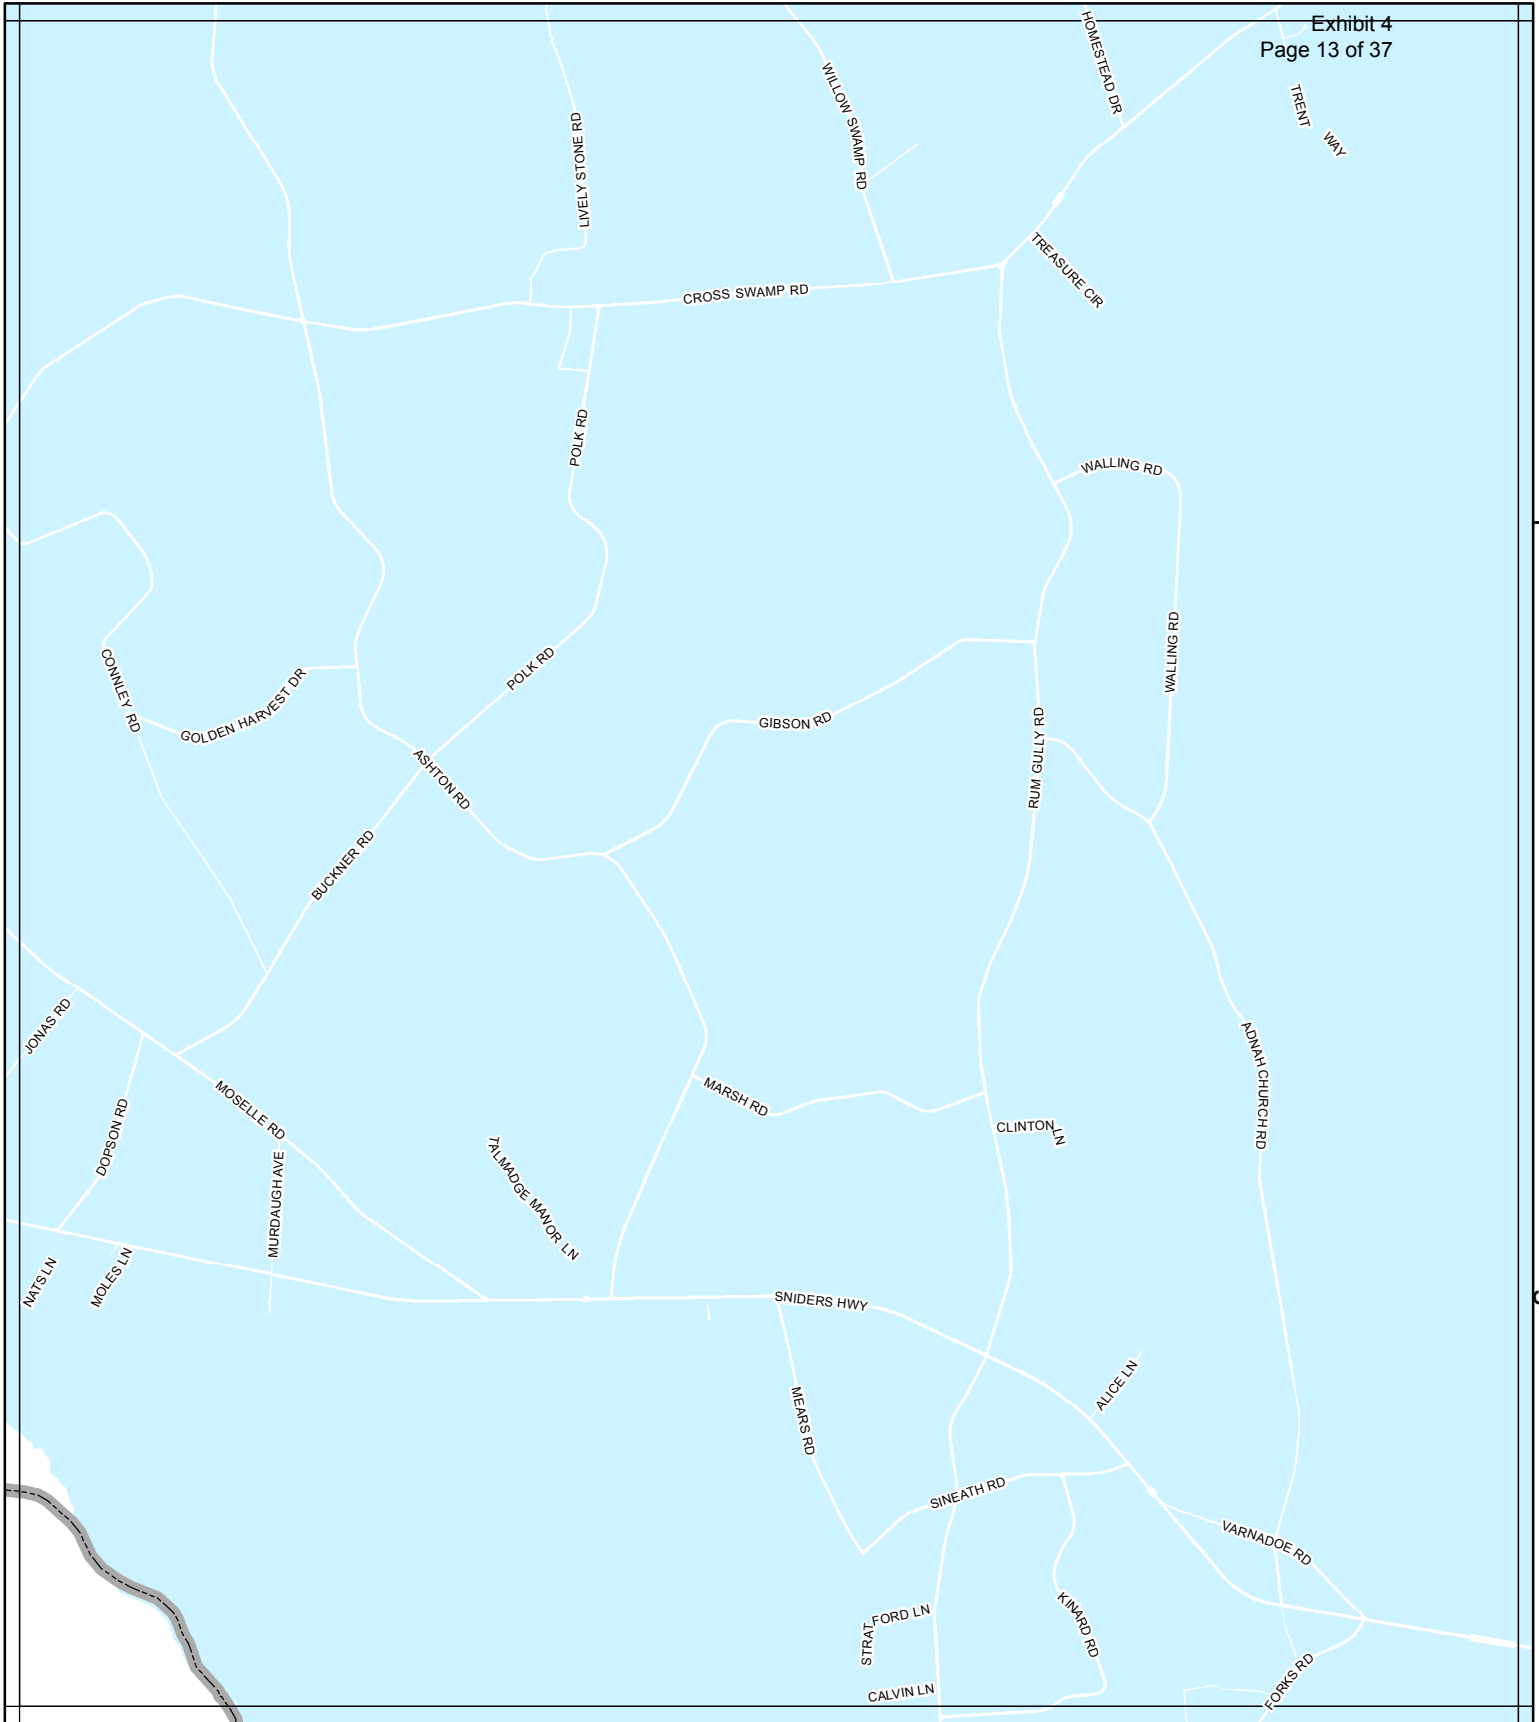 Exhibit 4
Page 13 of 37
HOMESTEAD DR
WILLOW SWAMP RD
TRENT
WAY
LIVELY STONE RD
TREASURE CIR
CROSS SWAMP RD
POLK RD
WALLING RD
WALLING RD
CONNLEY RD
GOLDEN HARVEST DR
POLK RD
GIBSON RD
RUM GULLY RD
ASHTON RD
BUCKNER RD
JONAS RD
ADNAH CHURCH RD
MOSELLE RD
MARSH RD
DOPSON RD
CLINTON
LN
TALMADGE MANOR LN
MURDAUGH AVE
NATS LN
MOLES LN
SNIDERS HWY
ALICE LN
MEARS RD
SINEATH RD
VARNADOE RD
KINARD RD
STRAT
FORD LN
FORKS RD
CALVIN LN